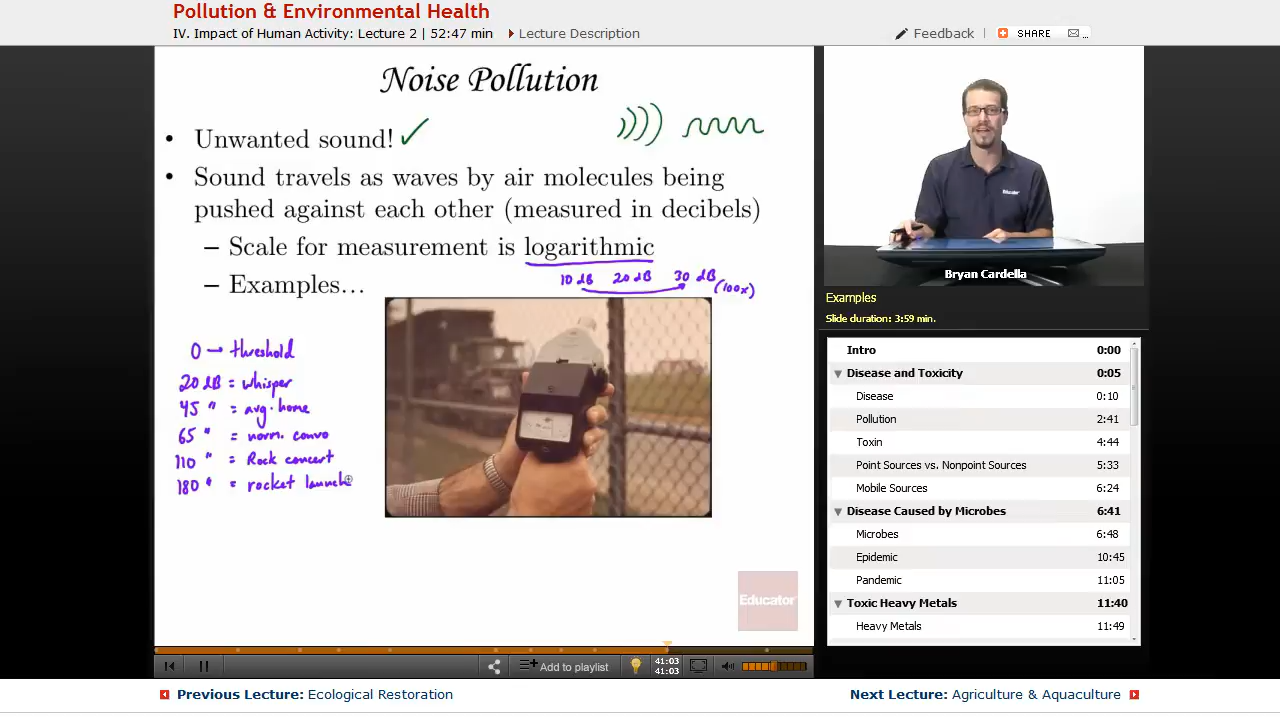 Pollution & Environmental Health
IV. Impact of Human Activity: Lecture 2 | 52:47 min
Lecture Description
Feedback
SHARE
Noise Pollution
• Unwanted sound! ✓
• Sound travels as waves by air molecules being
pushed against each other (measured in decibels)
– Scale for measurement is logarithmic
10 dB 20 dB 30 dB (100x)
– Examples…
0 → threshold
20 dB = whisper
45 " = avg. home
65 " = norm. convo
110 " = Rock concert
180 " = rocket launch
Educator
41:03
41:03
Add to playlist
Educator
Bryan Cardella
Examples
Slide duration: 3:59 min.
Intro 0:00
Disease and Toxicity 0:05
Disease 0:10
Pollution 2:41
Toxin 4:44
Point Sources vs. Nonpoint Sources 5:33
Mobile Sources 6:24
Disease Caused by Microbes 6:41
Microbes 6:48
Epidemic 10:45
Pandemic 11:05
Toxic Heavy Metals 11:40
Heavy Metals 11:49
Previous Lecture: Ecological Restoration
Next Lecture: Agriculture & Aquaculture